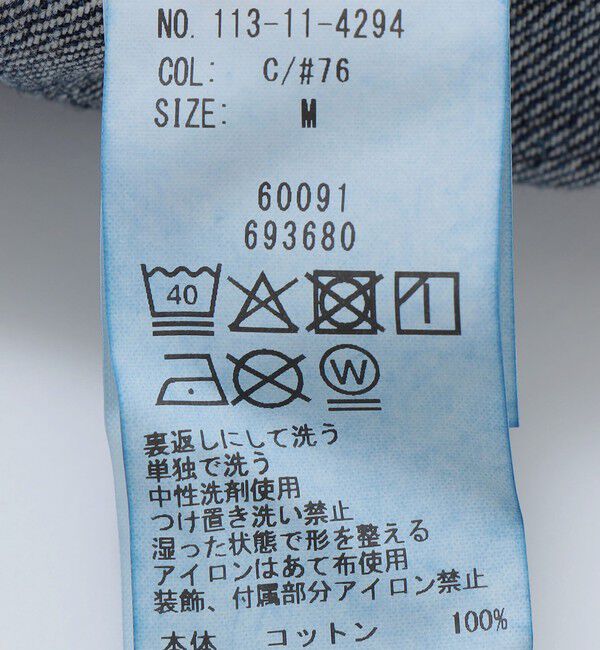 NO. 113-11-4294
COL: C/#76
SIZE: M
60091
693680
40
W
裏返しにして洗う
単独で洗う
中性洗剤使用
つけ置き洗い禁止
湿った状態で形を整える
アイロンはあて布使用
装飾、付属部分アイロン禁止
本体 コットン 100%